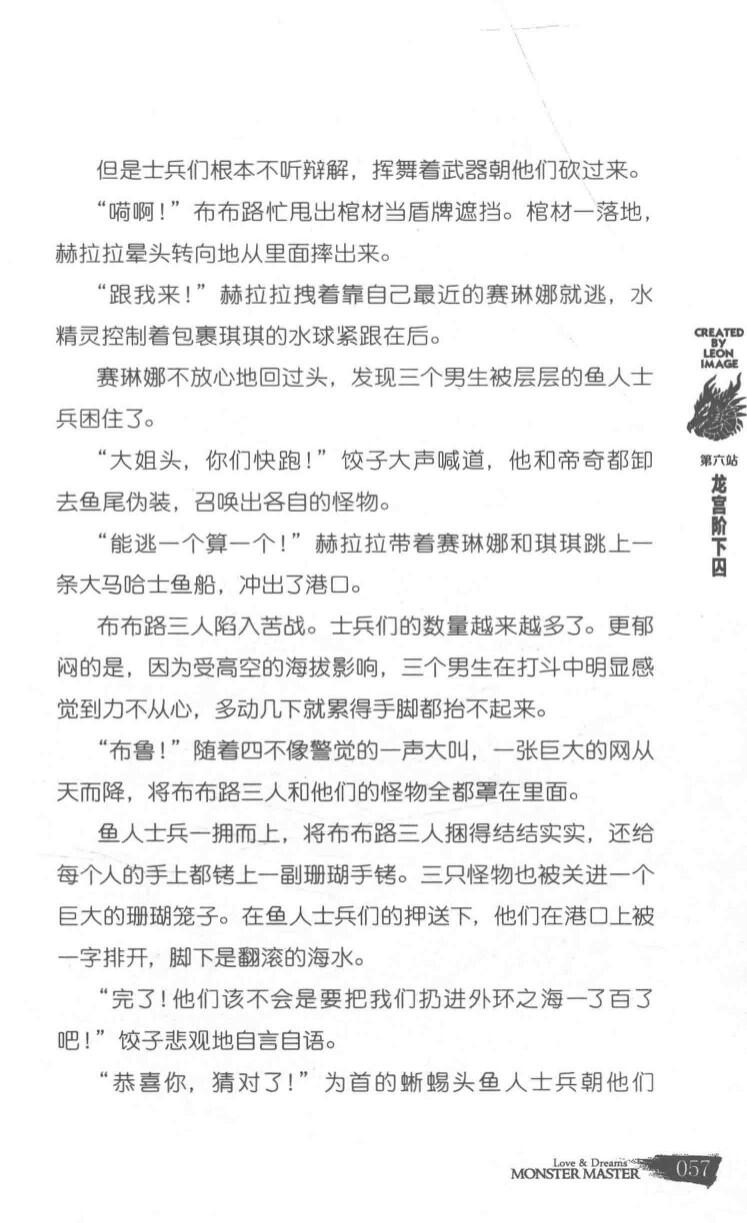 但是士兵们根本不听辩解，挥舞着武器朝他们砍过来。
“嗬啊！”布布路忙甩出棺材当盾牌遮挡。棺材一落地，
赫拉拉晕头转向地从里面摔出来。
“跟我来！”赫拉拉拽着靠自己最近的赛琳娜就逃，水
精灵控制着包裹琪琪的水球紧跟在后。
赛琳娜不放心地回过头，发现三个男生被层层的鱼人士
兵困住了。
“大姐头，你们快跑！”饺子大声喊道，他和帝奇都卸
去鱼尾伪装，召唤出各自的怪物。
“能逃一个算一个！”赫拉拉带着赛琳娜和琪琪跳上一
条大马哈士鱼船，冲出了港口。
布布路三人陷入苦战。士兵们的数量越来越多了。更郁
闷的是，因为受高空的海拔影响，三个男生在打斗中明显感
觉到力不从心，多动几下就累得手脚都抬不起来。
“布鲁！”随着四不像警觉的一声大叫，一张巨大的网从
天而降，将布布路三人和他们的怪物全都罩在里面。
鱼人士兵一拥而上，将布布路三人捆得结结实实，还给
每个人的手上都铐上一副珊瑚手铐。三只怪物也被关进一个
巨大的珊瑚笼子。在鱼人士兵们的押送下，他们在港口上被
一字排开，脚下是翻滚的海水。
“完了！他们该不会是要把我们扔进外环之海一了百了
吧！”饺子悲观地自言自语。
“恭喜你，猜对了！”为首的蜥蜴头鱼人士兵朝他们
CREATED
BY
LEON
IMAGE
第六站
龙宫阶下囚
Love & Dreams
MONSTER MASTER
057